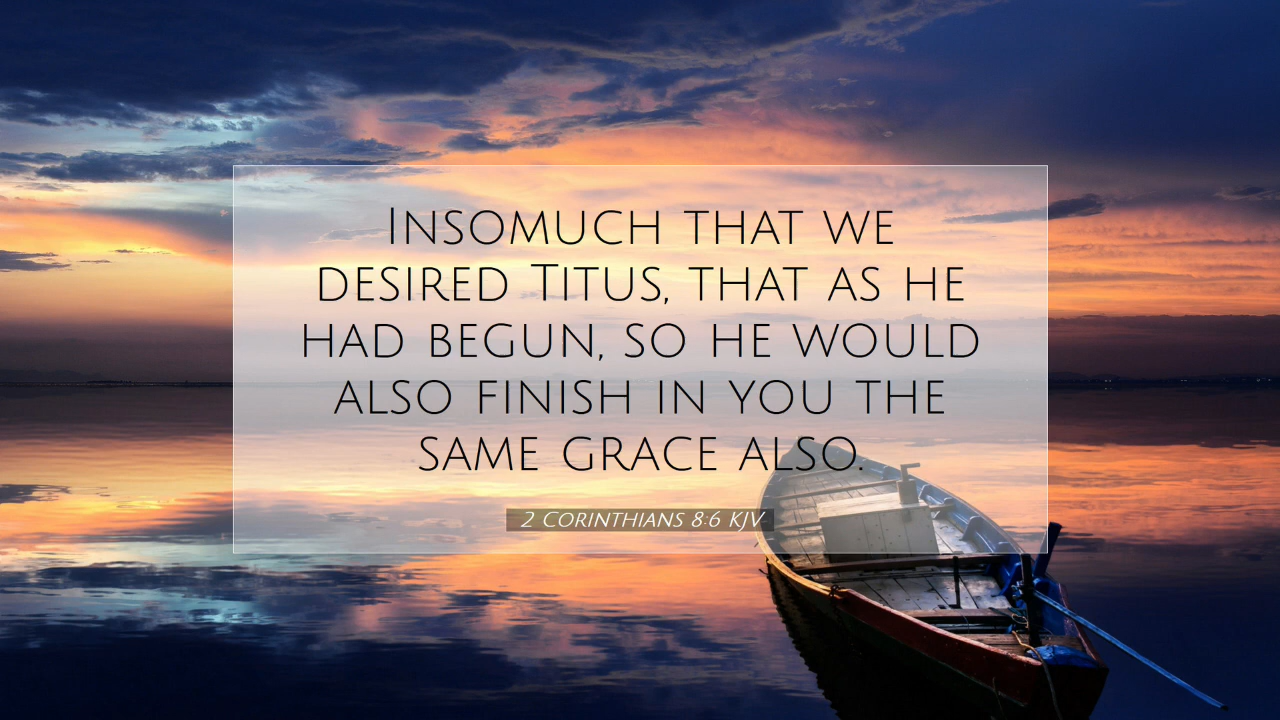 Insomuch that we
desired Titus, that as he
had begun, so he would
also finish in you the
same grace also.
2 Corinthians 8:6 KJV